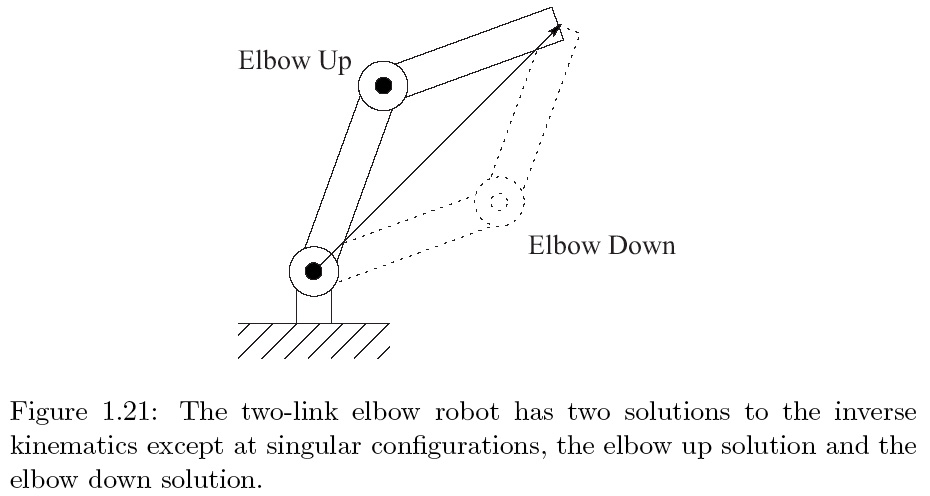 Elbow Up
Elbow Down
Figure 1.21: The two-link elbow robot has two solutions to the inverse
kinematics except at singular configurations, the elbow up solution and the
elbow down solution.